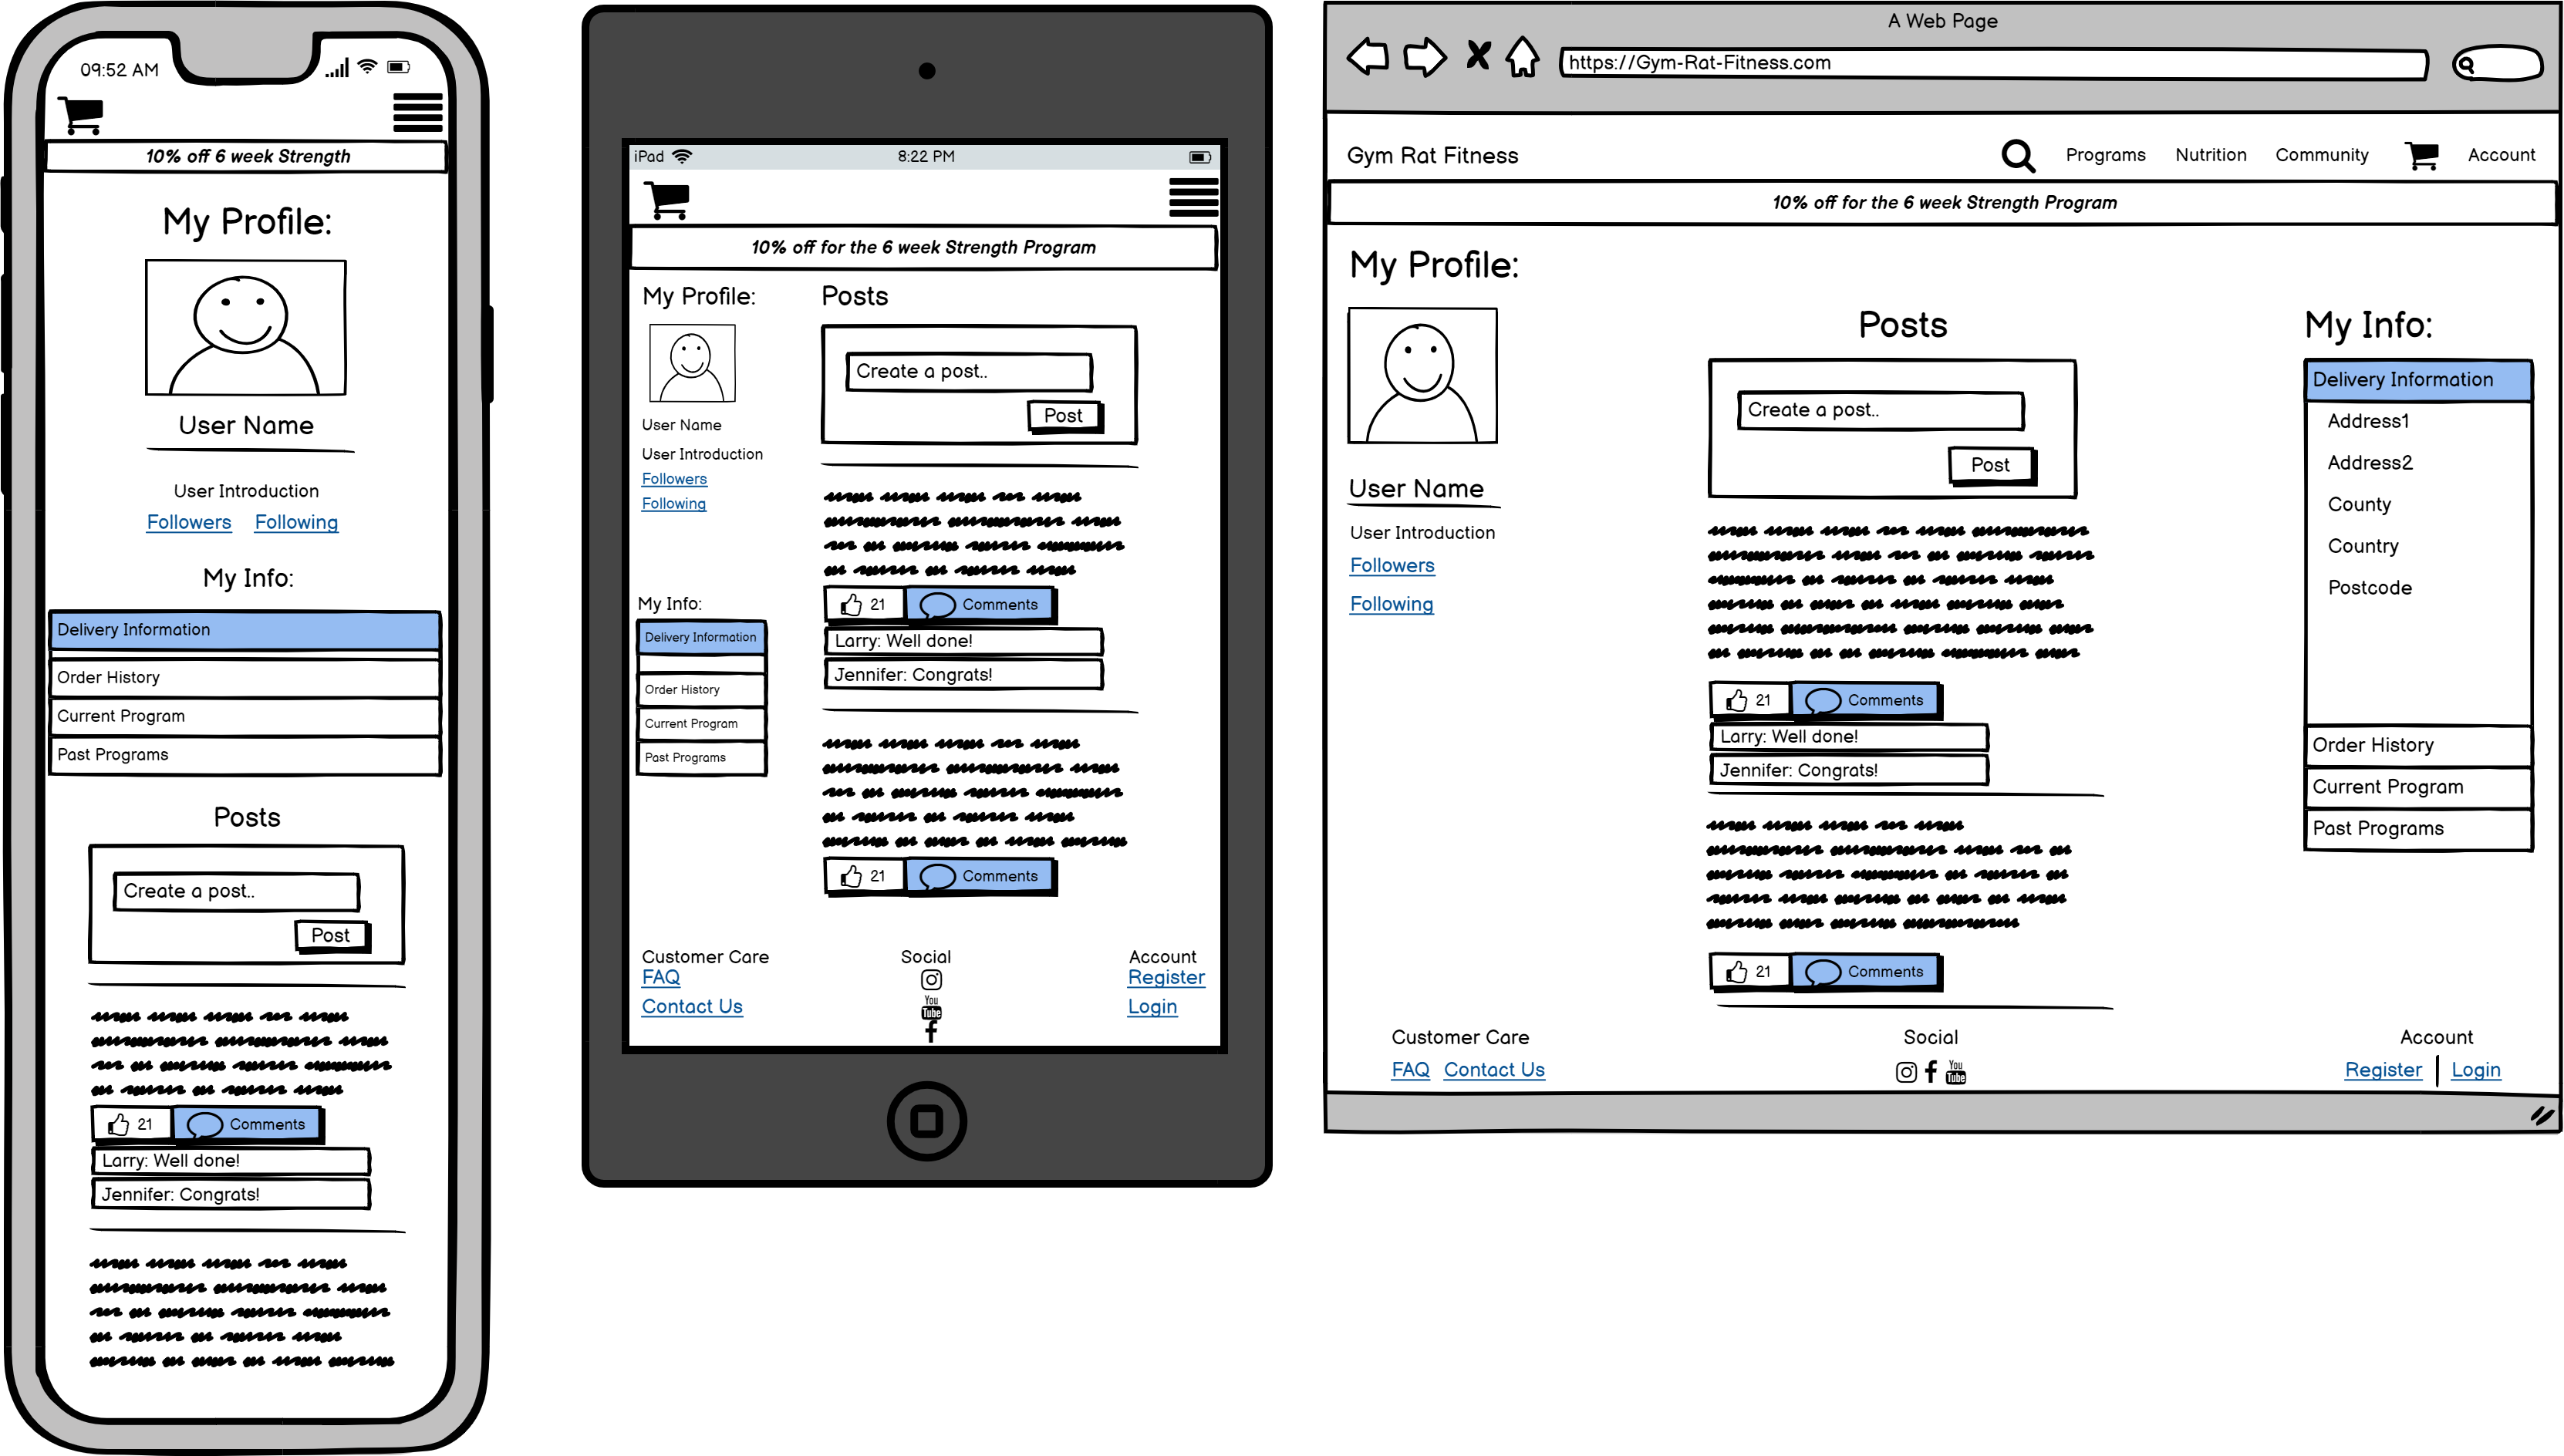 09:52 AM
10% off 6 week Strength
My Profile:
User Name
User Introduction
Followers Following
My Info:
Delivery Information
Order History
Current Program
Past Programs
Posts
Create a post..
Post
21 Comments
Larry: Well done!
Jennifer: Congrats!
iPad 8:22 PM
10% off for the 6 week Strength Program
My Profile:
User Name
User Introduction
Followers
Following
My Info:
Delivery Information
Order History
Current Program
Past Programs
Posts
Create a post..
Post
21 Comments
Larry: Well done!
Jennifer: Congrats!
21 Comments
Customer Care
FAQ
Contact Us
Social
You
Tube
Account
Register
Login
A Web Page
https://Gym-Rat-Fitness.com
Gym Rat Fitness Programs Nutrition Community Account
10% off for the 6 week Strength Program
My Profile:
User Name
User Introduction
Followers
Following
Posts
Create a post..
Post
21 Comments
Larry: Well done!
Jennifer: Congrats!
21 Comments
My Info:
Delivery Information
Address1
Address2
County
Country
Postcode
Order History
Current Program
Past Programs
Customer Care
FAQ Contact Us
Social
You
Tube
Account
Register Login